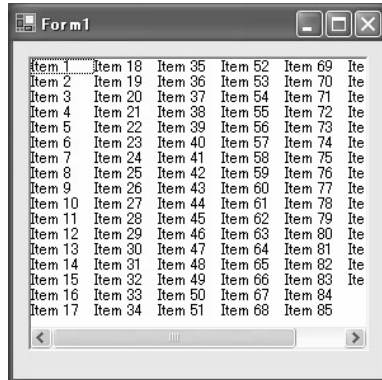 Form1
Item 1 Item 18 Item 35 Item 52 Item 69 Ite
Item 2 Item 19 Item 36 Item 53 Item 70 Ite
Item 3 Item 20 Item 37 Item 54 Item 71 Ite
Item 4 Item 21 Item 38 Item 55 Item 72 Ite
Item 5 Item 22 Item 39 Item 56 Item 73 Ite
Item 6 Item 23 Item 40 Item 57 Item 74 Ite
Item 7 Item 24 Item 41 Item 58 Item 75 Ite
Item 8 Item 25 Item 42 Item 59 Item 76 Ite
Item 9 Item 26 Item 43 Item 60 Item 77 Ite
Item 10 Item 27 Item 44 Item 61 Item 78 Ite
Item 11 Item 28 Item 45 Item 62 Item 79 Ite
Item 12 Item 29 Item 46 Item 63 Item 80 Ite
Item 13 Item 30 Item 47 Item 64 Item 81 Ite
Item 14 Item 31 Item 48 Item 65 Item 82 Ite
Item 15 Item 32 Item 49 Item 66 Item 83 Ite
Item 16 Item 33 Item 50 Item 67 Item 84
Item 17 Item 34 Item 51 Item 68 Item 85